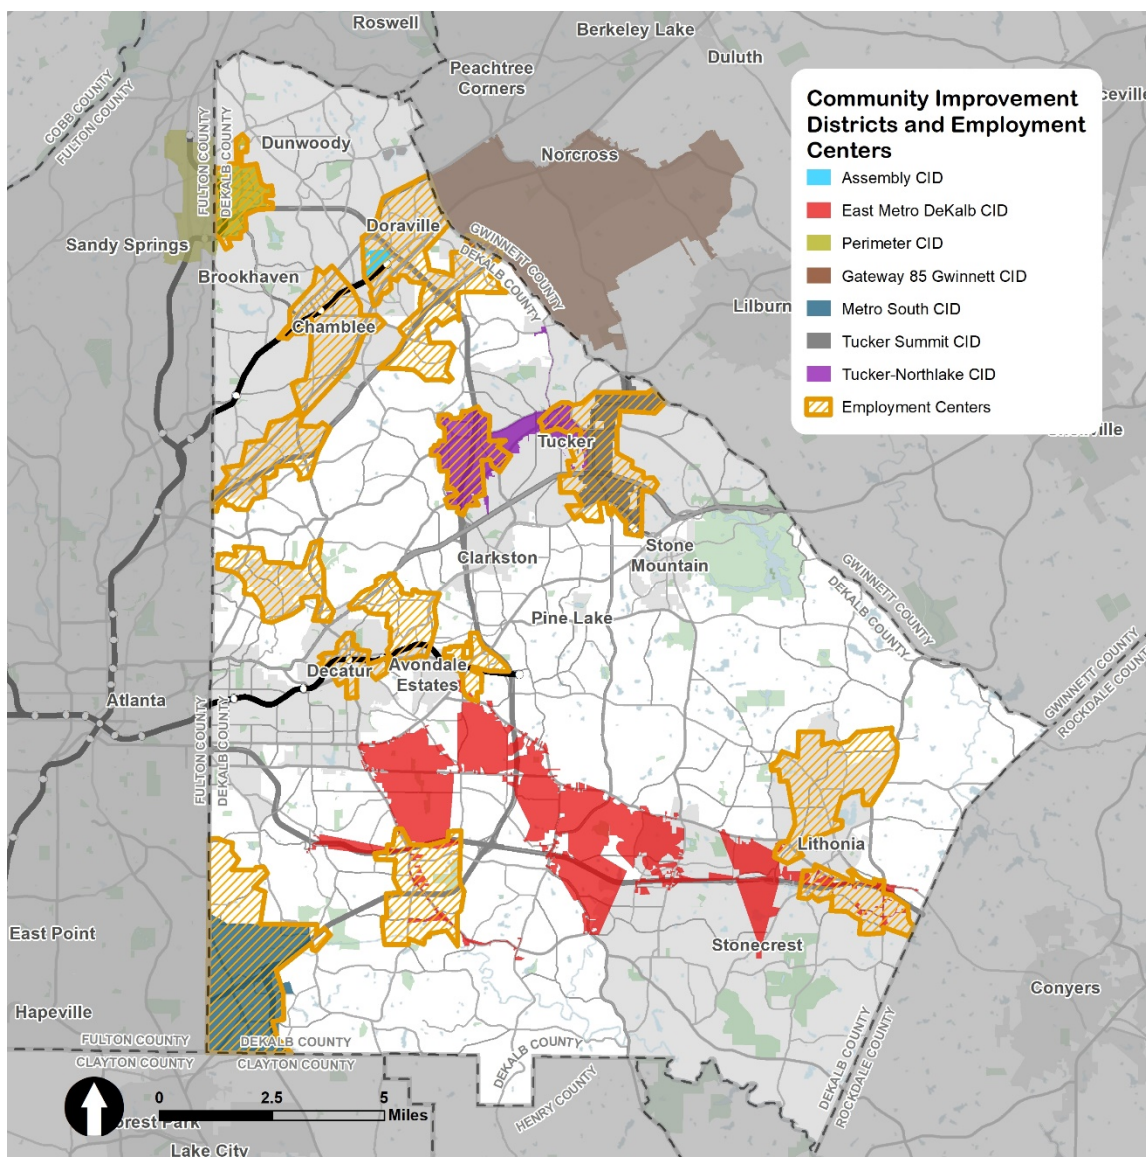 Roswell
Berkeley Lake
Duluth
Peachtree
Corners
COBB COUNTY
FULTON COUNTY
Community Improvement
Districts and Employment
Centers
Assembly CID
East Metro DeKalb CID
Perimeter CID
Gateway 85 Gwinnett CID
Metro South CID
Tucker Summit CID
Tucker-Northlake CID
Employment Centers
FULTON COUNTY
DEKALB COUNTY
Dunwoody
Norcross
Sandy Springs
Doraville
GWINNETT COUNTY
DEKALB COUNTY
Brookhaven
Chamblee
Lilburn
Tucker
Clarkston
Stone
Mountain
GWINNETT COUNTY
DEKALB COUNTY
Pine Lake
Decatur
Avondale
Estates
Atlanta
FULTON COUNTY
DEKALB COUNTY
GWINNETT COUNTY
ROCKDALE COUNTY
Lithonia
East Point
Stonecrest
Hapeville
Conyers
FULTON COUNTY
DEKALB COUNTY
CLAYTON COUNTY
CLAYTON COUNTY
DEKALB COUNTY
HENRY COUNTY
DEKALB COUNTY
ROCKDALE COUNTY
0 2.5 5
Miles
Lake City